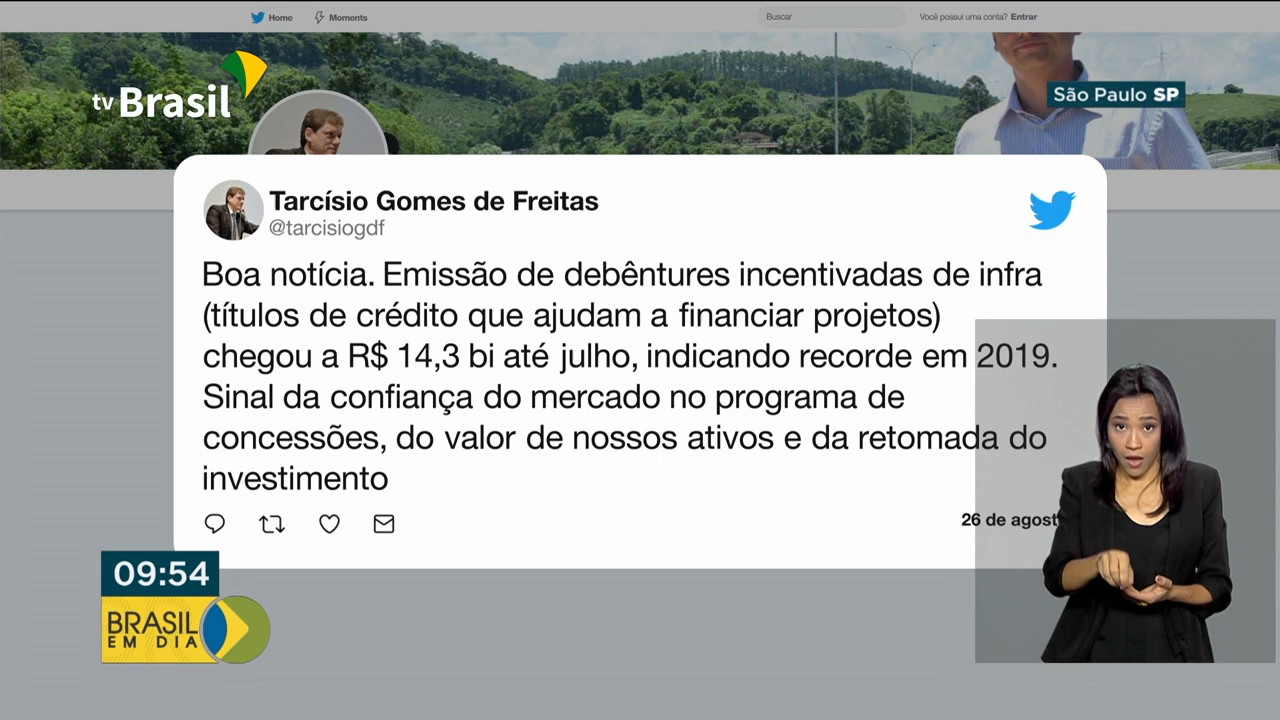 Home
Moments
Buscar
Você possui uma conta? Entrar
tv Brasil
São Paulo SP
Tarcísio Gomes de Freitas
@tarcisiogdf
Boa notícia. Emissão de debêntures incentivadas de infra
(títulos de crédito que ajudam a financiar projetos)
chegou a R$ 14,3 bi até julho, indicando recorde em 2019.
Sinal da confiança do mercado no programa de
concessões, do valor de nossos ativos e da retomada do
investimento
26 de agost
09:54
BRASIL
EM DIA